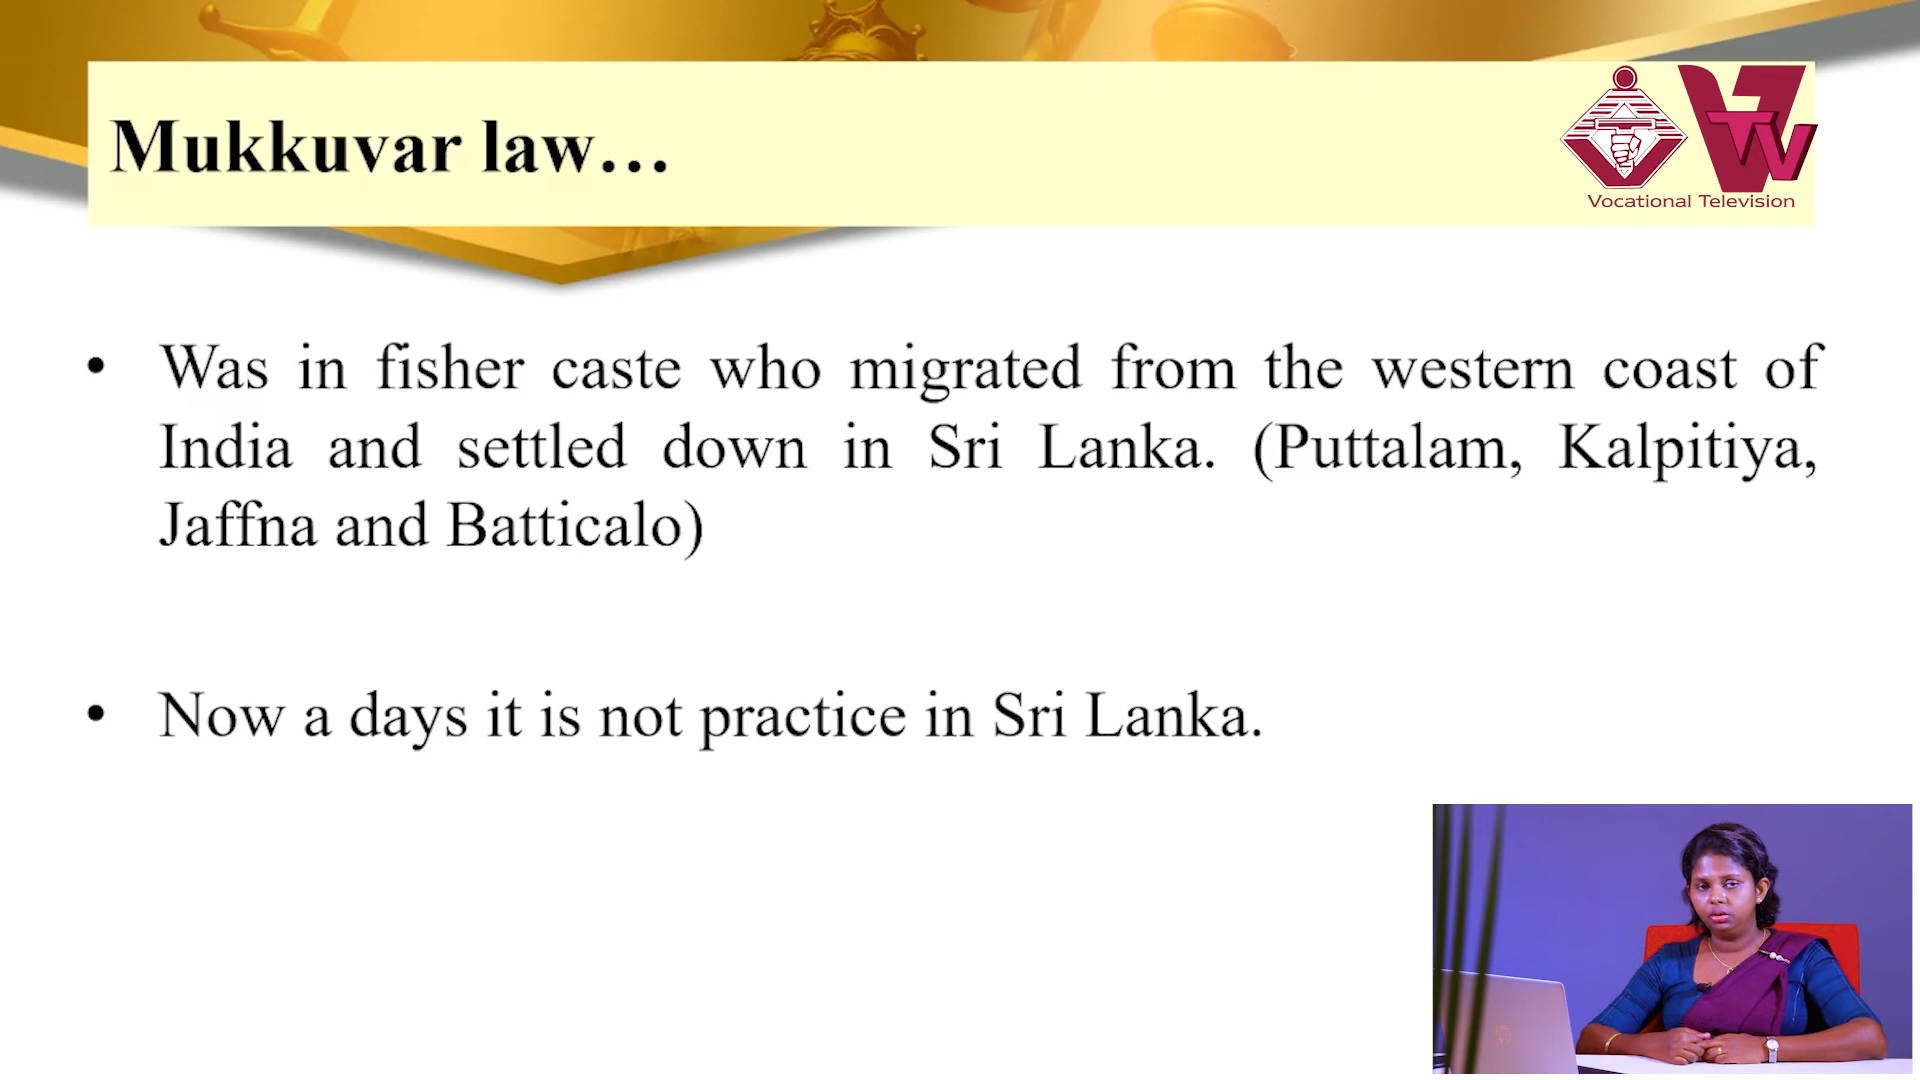 Mukkuvar law...
VTV
Vocational Television
• Was in fisher caste who migrated from the western coast of
India and settled down in Sri Lanka. (Puttalam, Kalpitiya,
Jaffna and Batticalo)
• Now a days it is not practice in Sri Lanka.